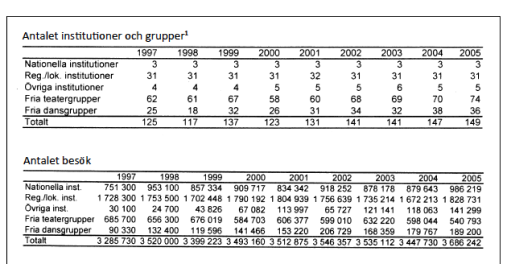 Antalet institutioner och grupper¹
1997 1998 1999 2000 2001 2002 2003 2004 2005
Nationella institutioner 3 3 3 3 3 3 3 3 3
Reg./lok. institutioner 31 31 31 31 32 31 31 31 31
Övriga institutioner 4 4 4 5 5 5 6 5 5
Fria teatergrupper 62 61 67 58 60 68 69 70 74
Fria dansgrupper 25 18 32 26 31 34 32 38 36
Totalt 125 117 137 123 131 141 141 147 149
Antalet besök
1997 1998 1999 2000 2001 2002 2003 2004 2005
Nationella inst. 751 300 953 100 857 334 909 717 834 342 918 252 878 178 879 643 986 219
Reg./lok. inst. 1 728 300 1 753 500 1 702 448 1 790 192 1 804 939 1 756 639 1 735 214 1 672 213 1 828 731
Övriga inst. 30 100 24 700 43 826 67 082 113 997 65 727 121 141 118 063 141 299
Fria teatergrupper 685 700 656 300 676 019 584 703 606 377 599 010 632 220 598 044 540 793
Fria dansgrupper 90 330 132 400 119 596 141 466 153 220 206 729 168 359 179 767 189 200
Totalt 3 285 730 3 520 000 3 399 223 3 493 160 3 512 875 3 546 357 3 535 112 3 447 730 3 686 242